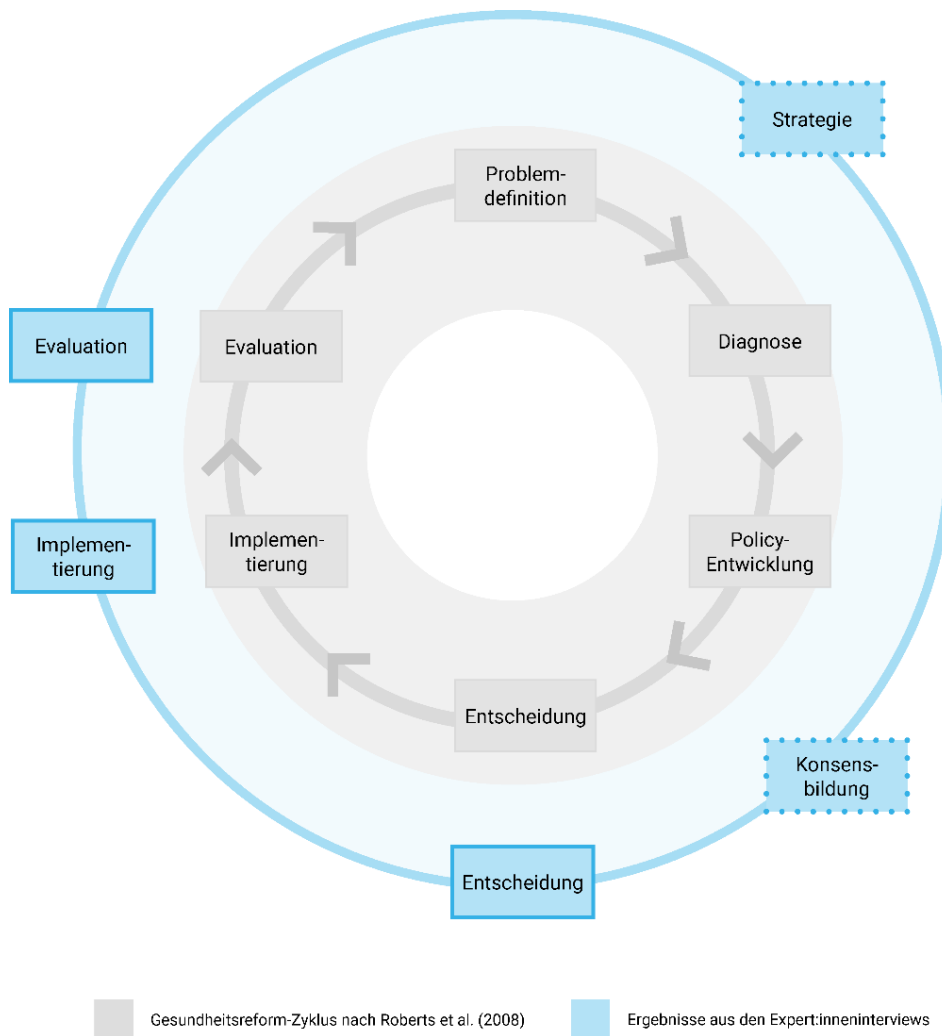 Strategie
Problem-
definition
Evaluation
Evaluation
Diagnose
Implemen-
tierung
Implemen-
tierung
Policy-
Entwicklung
Entscheidung
Konsens-
bildung
Entscheidung
Gesundheitsreform-Zyklus nach Roberts et al. (2008)
Ergebnisse aus den Expert:inneninterviews